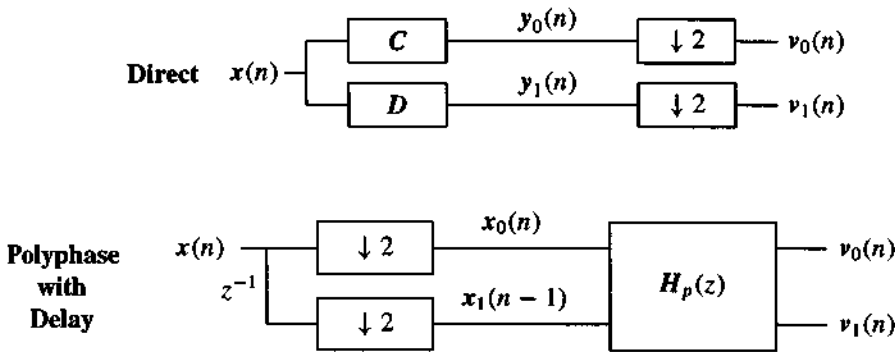 C y₀(n) ↓ 2 v₀(n)
Direct x(n)
D y₁(n) ↓ 2 v₁(n)
x(n) ↓ 2 x₀(n) v₀(n)
Polyphase
with
Delay
z⁻¹ Hₚ(z)
↓ 2 x₁(n − 1) v₁(n)